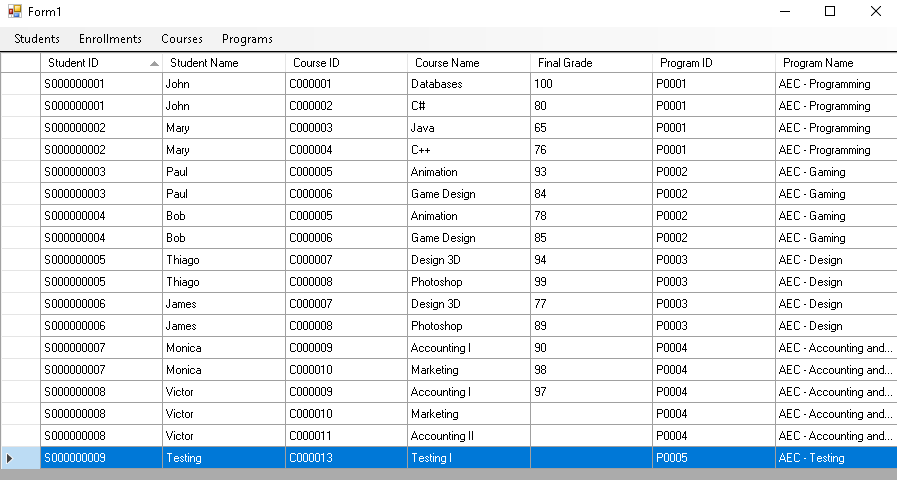 Form1
Students Enrollments Courses Programs
Student ID Student Name Course ID Course Name Final Grade Program ID Program Name
S000000001 John C000001 Databases 100 P0001 AEC - Programming
S000000001 John C000002 C# 80 P0001 AEC - Programming
S000000002 Mary C000003 Java 65 P0001 AEC - Programming
S000000002 Mary C000004 C++ 76 P0001 AEC - Programming
S000000003 Paul C000005 Animation 93 P0002 AEC - Gaming
S000000003 Paul C000006 Game Design 84 P0002 AEC - Gaming
S000000004 Bob C000005 Animation 78 P0002 AEC - Gaming
S000000004 Bob C000006 Game Design 85 P0002 AEC - Gaming
S000000005 Thiago C000007 Design 3D 94 P0003 AEC - Design
S000000005 Thiago C000008 Photoshop 99 P0003 AEC - Design
S000000006 James C000007 Design 3D 77 P0003 AEC - Design
S000000006 James C000008 Photoshop 89 P0003 AEC - Design
S000000007 Monica C000009 Accounting I 90 P0004 AEC - Accounting and...
S000000007 Monica C000010 Marketing 98 P0004 AEC - Accounting and...
S000000008 Victor C000009 Accounting I 97 P0004 AEC - Accounting and...
S000000008 Victor C000010 Marketing P0004 AEC - Accounting and...
S000000008 Victor C000011 Accounting II P0004 AEC - Accounting and...
S000000009 Testing C000013 Testing I P0005 AEC - Testing